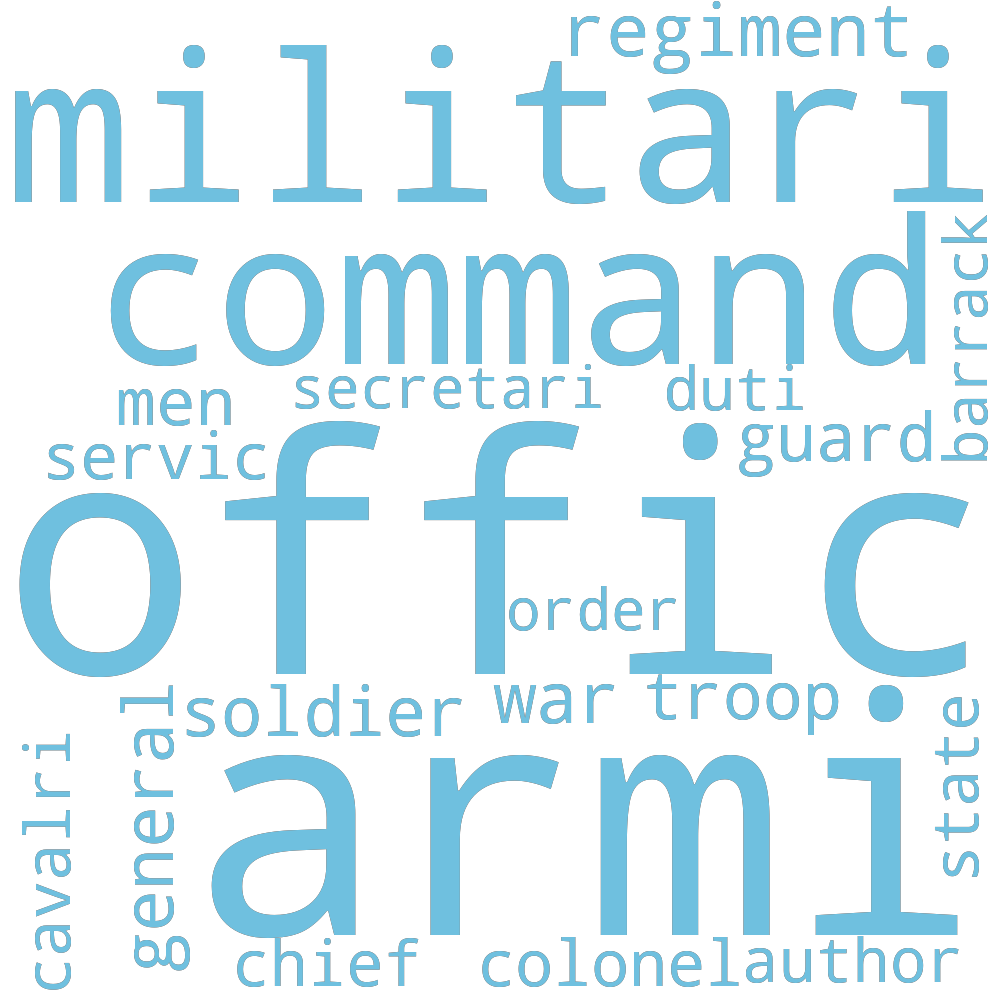 regiment
militari
command
barrack
men
secretari
duti
servic
guard
offic
order
soldier
war
troop
cavalri
general
armi
state
chief
colonel
author